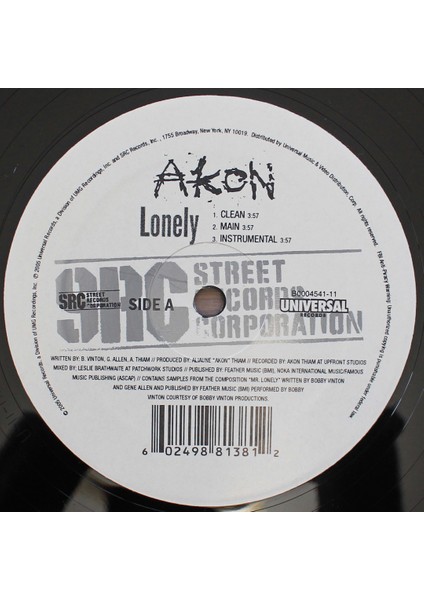 ℗ © 2005 Universal Records, a Division of UMG Recordings, Inc. and SRC Records, Inc., 1755 Broadway, New York, NY 10019. Distributed by Universal Music & Video Distribution, Corp. All rights reserved.
AKON
Lonely
1. CLEAN 3:57
2. MAIN 3:57
3. INSTRUMENTAL 3:57
SRC STREET RECORDS CORPORATION
SRC STREET RECORDS CORPORATION
SIDE A
B0004541-11
UNIVERSAL RECORDS
WRITTEN BY: B. VINTON, G. ALLEN, A. THIAM // PRODUCED BY: ALIAUNE "AKON" THIAM // RECORDED BY: AKON THIAM AT UPFRONT STUDIOS
MIXED BY: LESLIE BRATHWAITE AT PATCHWORK STUDIOS // PUBLISHED BY: FEATHER MUSIC (BMI), NOKA INTERNATIONAL MUSIC/FAMOUS
MUSIC PUBLISHING (ASCAP) // CONTAINS SAMPLES FROM THE COMPOSITION "MR. LONELY" WRITTEN BY BOBBY VINTON
AND GENE ALLEN AND PUBLISHED BY FEATHER MUSIC (BMI) PERFORMED BY BOBBY
VINTON COURTESY OF BOBBY VINTON PRODUCTIONS.
6 02498 81381 2